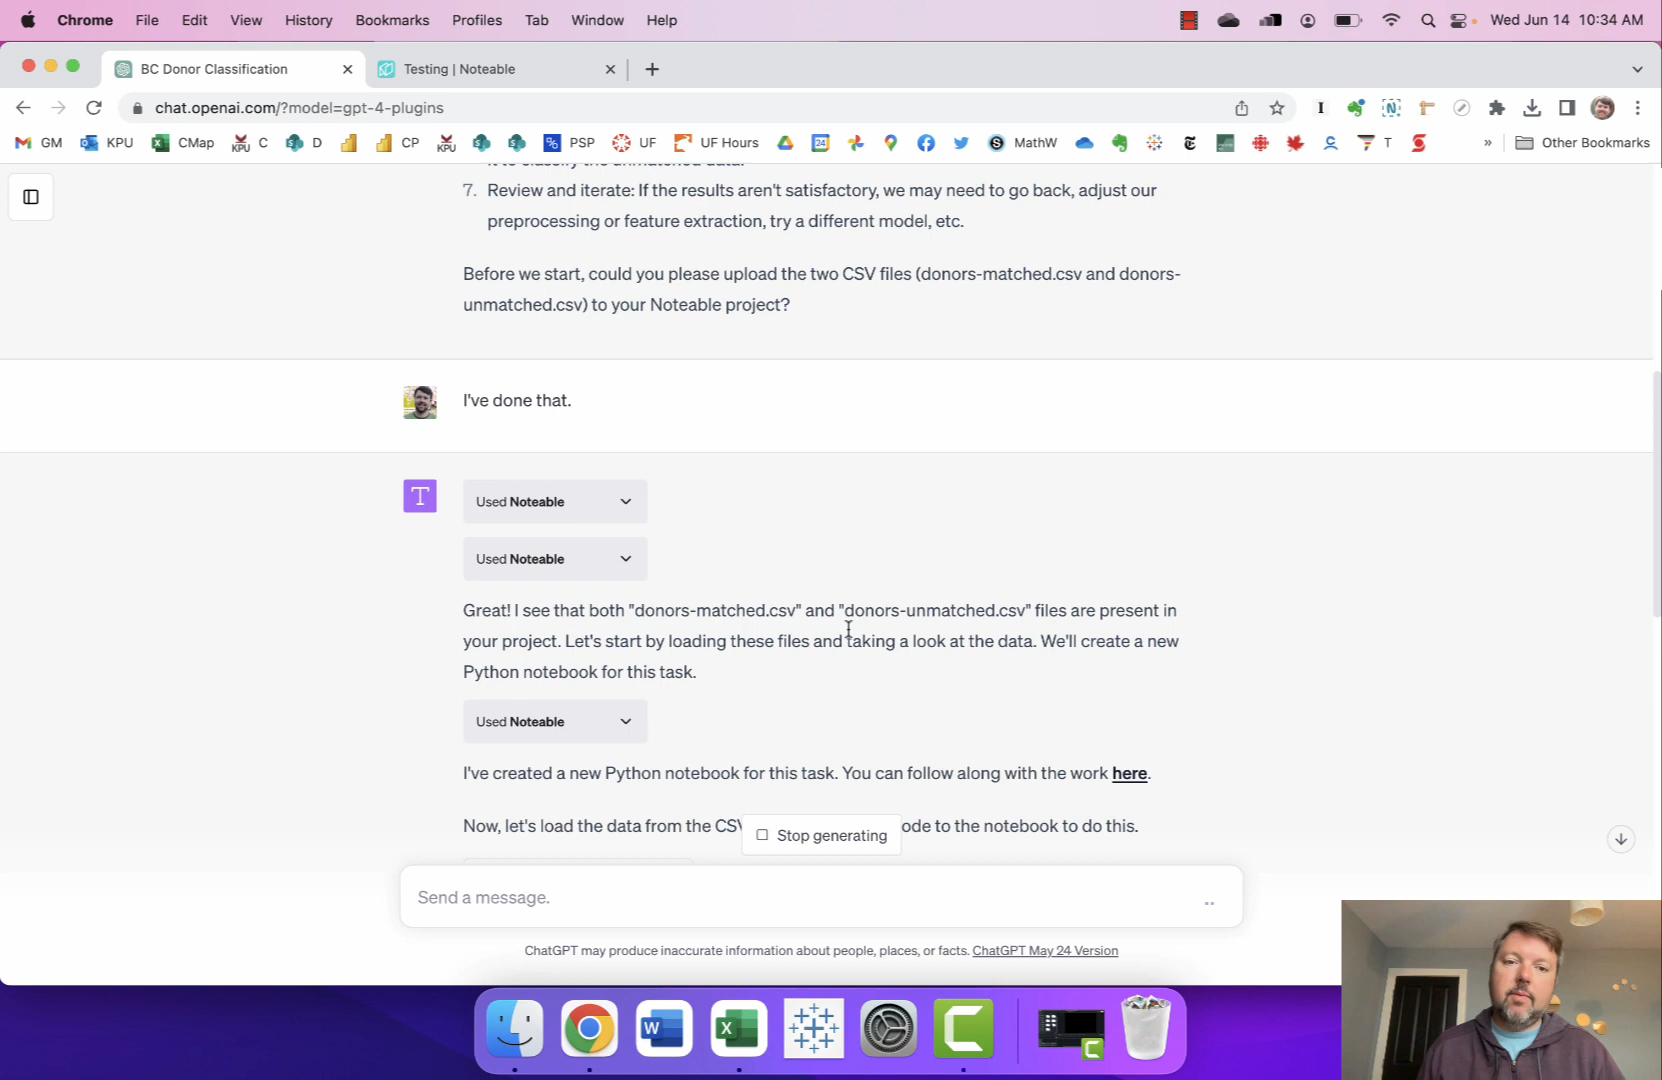 Chrome File Edit View History Bookmarks Profiles Tab Window Help Wed Jun 14 10:34 AM
BC Donor Classification Testing | Noteable
chat.openai.com/?model=gpt-4-plugins
GM KPU CMap KPU C D CP KPU PSP UF 24 UF Hours MathW T » Other Bookmarks
it to classify the unmatched data.
7. Review and iterate: If the results aren't satisfactory, we may need to go back, adjust our
preprocessing or feature extraction, try a different model, etc.
Before we start, could you please upload the two CSV files (donors-matched.csv and donors-
unmatched.csv) to your Noteable project?
I've done that.
T
Used Noteable
Used Noteable
Great! I see that both "donors-matched.csv" and "donors-unmatched.csv" files are present in
your project. Let's start by loading these files and taking a look at the data. We'll create a new
Python notebook for this task.
Used Noteable
I've created a new Python notebook for this task. You can follow along with the work here.
Now, let's load the data from the CSV ode to the notebook to do this.
Stop generating
Send a message.
ChatGPT may produce inaccurate information about people, places, or facts. ChatGPT May 24 Version
W X C